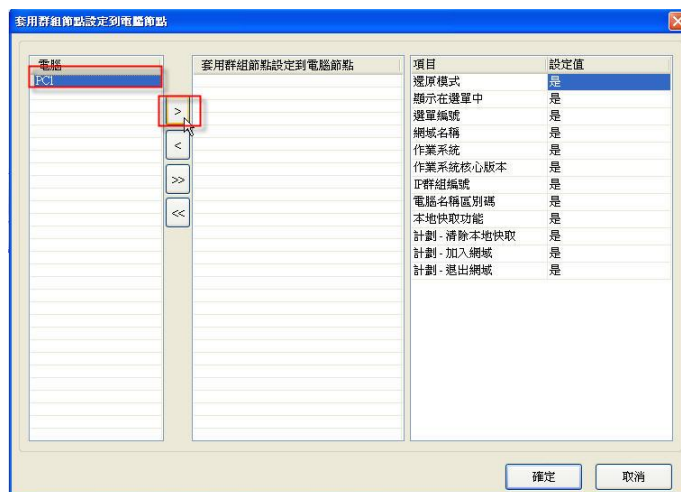 套用群組節點設定到電腦節點
電腦
PC1
>
<
>>
<<
套用群組節點設定到電腦節點
項目 設定值
還原模式 是
顯示在選單中 是
選單編號 是
網域名稱 是
作業系統 是
作業系統核心版本 是
IP群組編號 是
電腦名稱區別碼 是
本地快取功能 是
計劃 - 清除本地快取 是
計劃 - 加入網域 是
計劃 - 退出網域 是
確定 取消